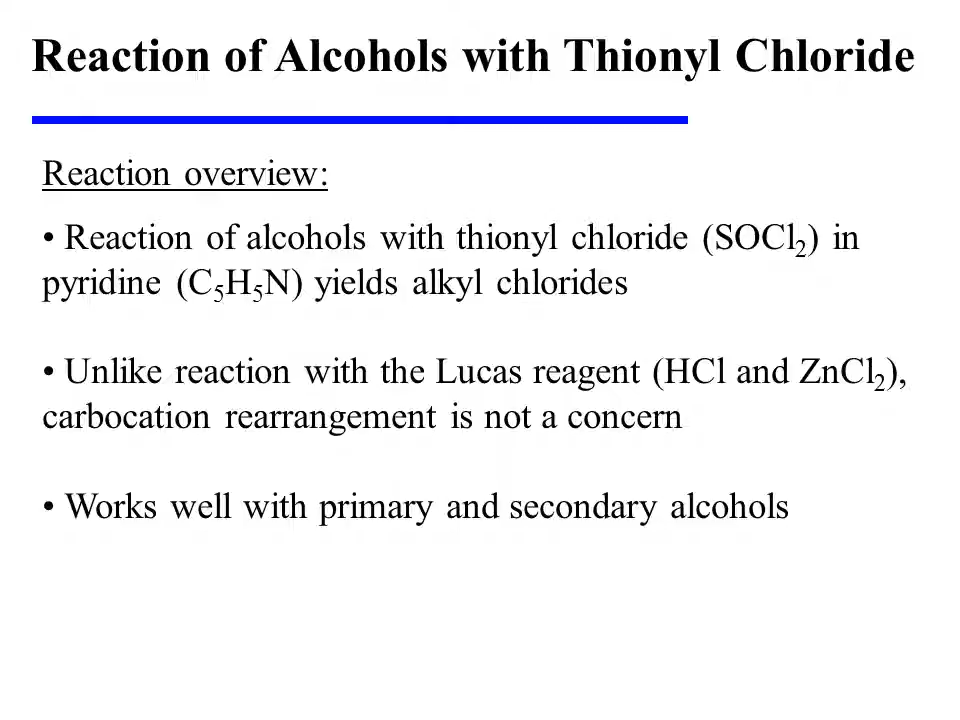 Reaction of Alcohols with Thionyl Chloride
Reaction overview:
• Reaction of alcohols with thionyl chloride (SOCl₂) in
pyridine (C₅H₅N) yields alkyl chlorides
• Unlike reaction with the Lucas reagent (HCl and ZnCl₂),
carbocation rearrangement is not a concern
• Works well with primary and secondary alcohols